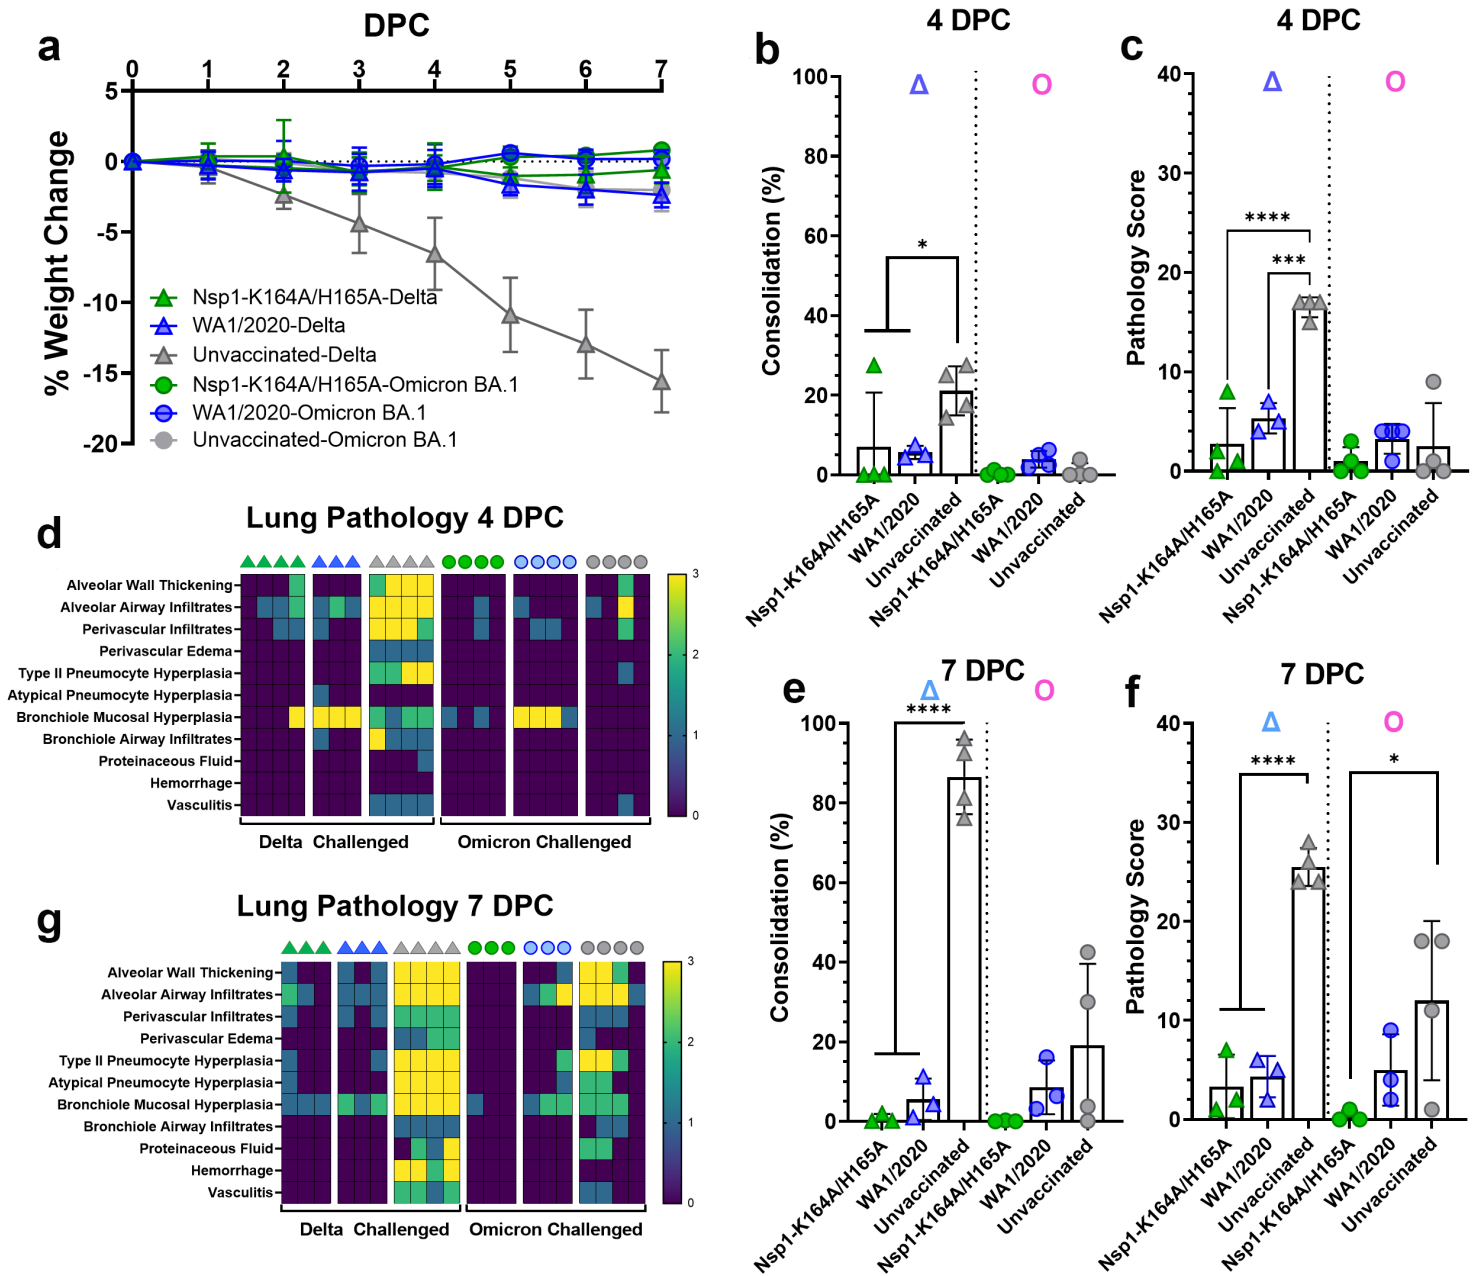 a
DPC
0 1 2 3 4 5 6 7
5
0
-5
-10
-15
-20
% Weight Change
Nsp1-K164A/H165A-Delta
WA1/2020-Delta
Unvaccinated-Delta
Nsp1-K164A/H165A-Omicron BA.1
WA1/2020-Omicron BA.1
Unvaccinated-Omicron BA.1
b
4 DPC
Δ O
100
80
60
40
20
0
Consolidation (%)
*
Nsp1-K164A/H165A
WA1/2020
Unvaccinated
Nsp1-K164A/H165A
WA1/2020
Unvaccinated
c
4 DPC
Δ O
40
30
20
10
0
Pathology Score
****
***
Nsp1-K164A/H165A
WA1/2020
Unvaccinated
Nsp1-K164A/H165A
WA1/2020
Unvaccinated
d
Lung Pathology 4 DPC
Alveolar Wall Thickening
Alveolar Airway Infiltrates
Perivascular Infiltrates
Perivascular Edema
Type II Pneumocyte Hyperplasia
Atypical Pneumocyte Hyperplasia
Bronchiole Mucosal Hyperplasia
Bronchiole Airway Infiltrates
Proteinaceous Fluid
Hemorrhage
Vasculitis
3
2
1
0
Delta Challenged
Omicron Challenged
e
7 DPC
Δ O
100
80
60
40
20
0
Consolidation (%)
****
Nsp1-K164A/H165A
WA1/2020
Unvaccinated
Nsp1-K164A/H165A
WA1/2020
Unvaccinated
f
7 DPC
Δ O
40
30
20
10
0
Pathology Score
****
*
Nsp1-K164A/H165A
WA1/2020
Unvaccinated
Nsp1-K164A/H165A
WA1/2020
Unvaccinated
g
Lung Pathology 7 DPC
Alveolar Wall Thickening
Alveolar Airway Infiltrates
Perivascular Infiltrates
Perivascular Edema
Type II Pneumocyte Hyperplasia
Atypical Pneumocyte Hyperplasia
Bronchiole Mucosal Hyperplasia
Bronchiole Airway Infiltrates
Proteinaceous Fluid
Hemorrhage
Vasculitis
3
2
1
0
Delta Challenged
Omicron Challenged